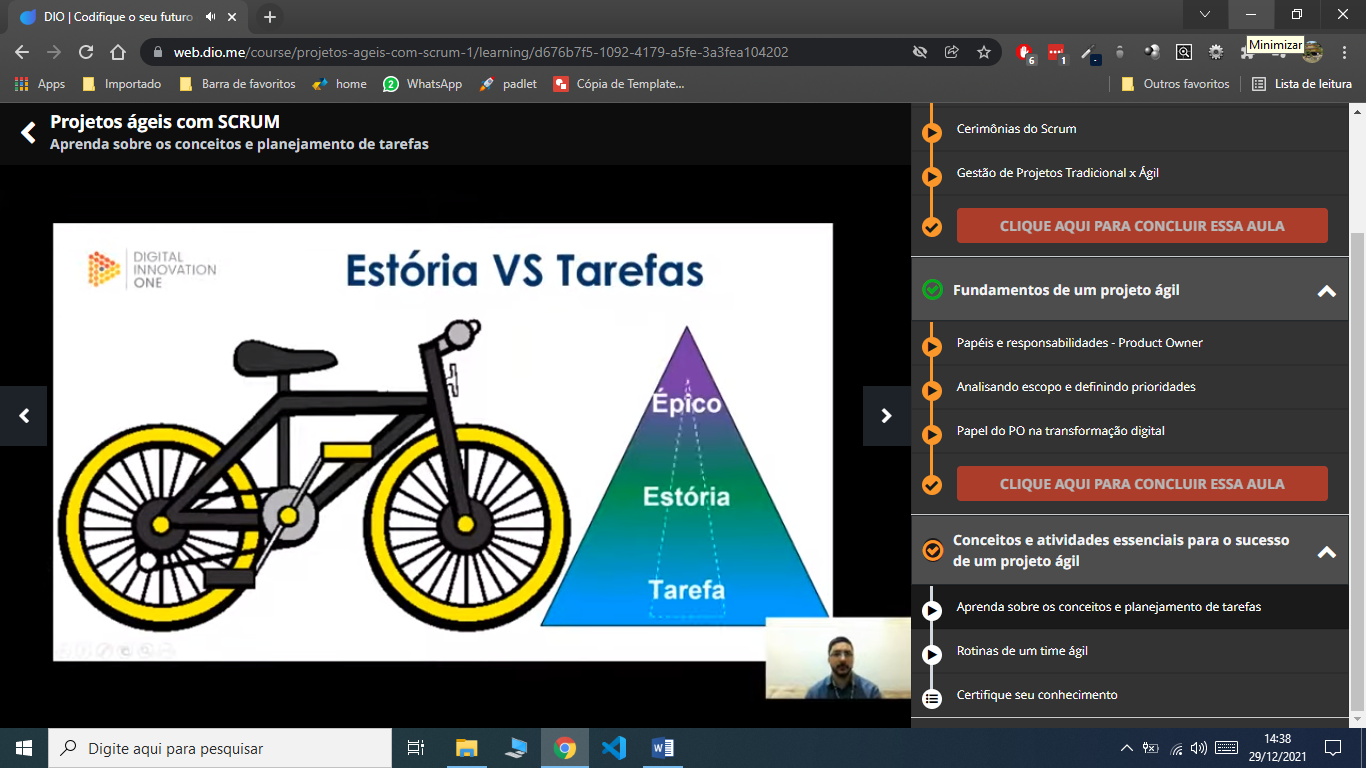 DIO | Codifique o seu futuro
web.dio.me/course/projetos-ageis-com-scrum-1/learning/d676b7f5-1092-4179-a5fe-3a3fea104202
6
1
-
Minimizar
Apps
Importado
Barra de favoritos
home
2
WhatsApp
padlet
Cópia de Template...
Outros favoritos
Lista de leitura
Projetos ágeis com SCRUM
Aprenda sobre os conceitos e planejamento de tarefas
DIGITAL
INNOVATION
ONE
Estória VS Tarefas
Épico
Estória
Tarefa
Cerimônias do Scrum
Gestão de Projetos Tradicional x Ágil
CLIQUE AQUI PARA CONCLUIR ESSA AULA
Fundamentos de um projeto ágil
Papéis e responsabilidades - Product Owner
Analisando escopo e definindo prioridades
Papel do PO na transformação digital
CLIQUE AQUI PARA CONCLUIR ESSA AULA
Conceitos e atividades essenciais para o sucesso
de um projeto ágil
Aprenda sobre os conceitos e planejamento de tarefas
Rotinas de um time ágil
Certifique seu conhecimento
Digite aqui para pesquisar
14:38
29/12/2021